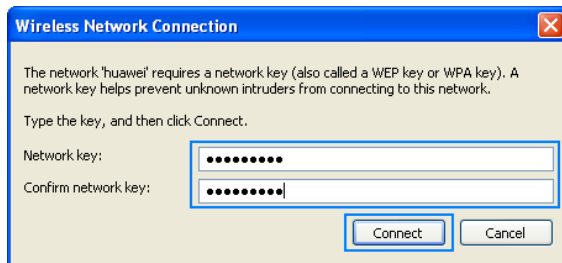 Wireless Network Connection
The network 'huawei' requires a network key (also called a WEP key or WPA key). A
network key helps prevent unknown intruders from connecting to this network.
Type the key, and then click Connect.
Network key: •••••••••
Confirm network key: •••••••••
Connect Cancel